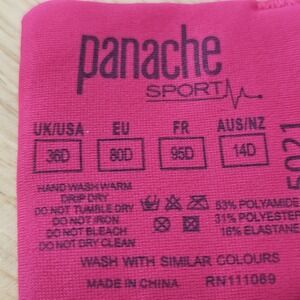 panache
SPORT
UK/USA EU FR AUS/NZ
36D 80D 95D 14D
5021
HAND WASH WARM
DRIP DRY
DO NOT TUMBLE DRY
DO NOT IRON
DO NOT BLEACH
DO NOT DRY CLEAN
53% POLYAMIDE
31% POLYESTER
16% ELASTANE
WASH WITH SIMILAR COLOURS
MADE IN CHINA RN111069